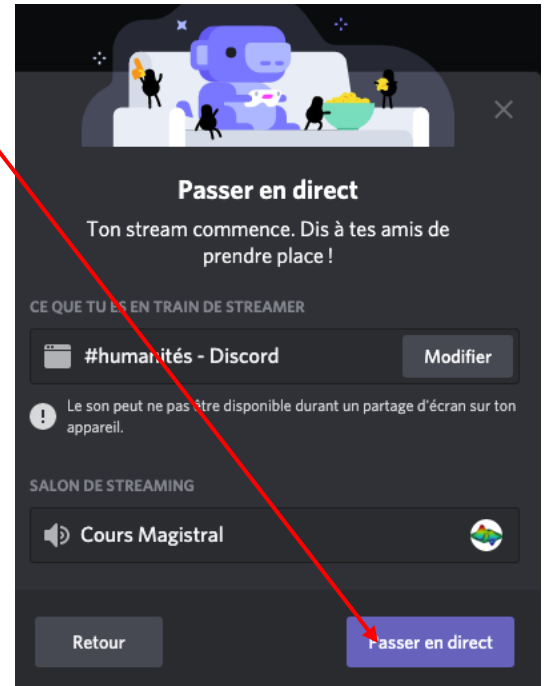 Passer en direct
Ton stream commence. Dis à tes amis de
prendre place !
CE QUE TU ES EN TRAIN DE STREAMER
#humanités - Discord
Modifier
Le son peut ne pas être disponible durant un partage d'écran sur ton
appareil.
SALON DE STREAMING
Cours Magistral
Retour
Passer en direct